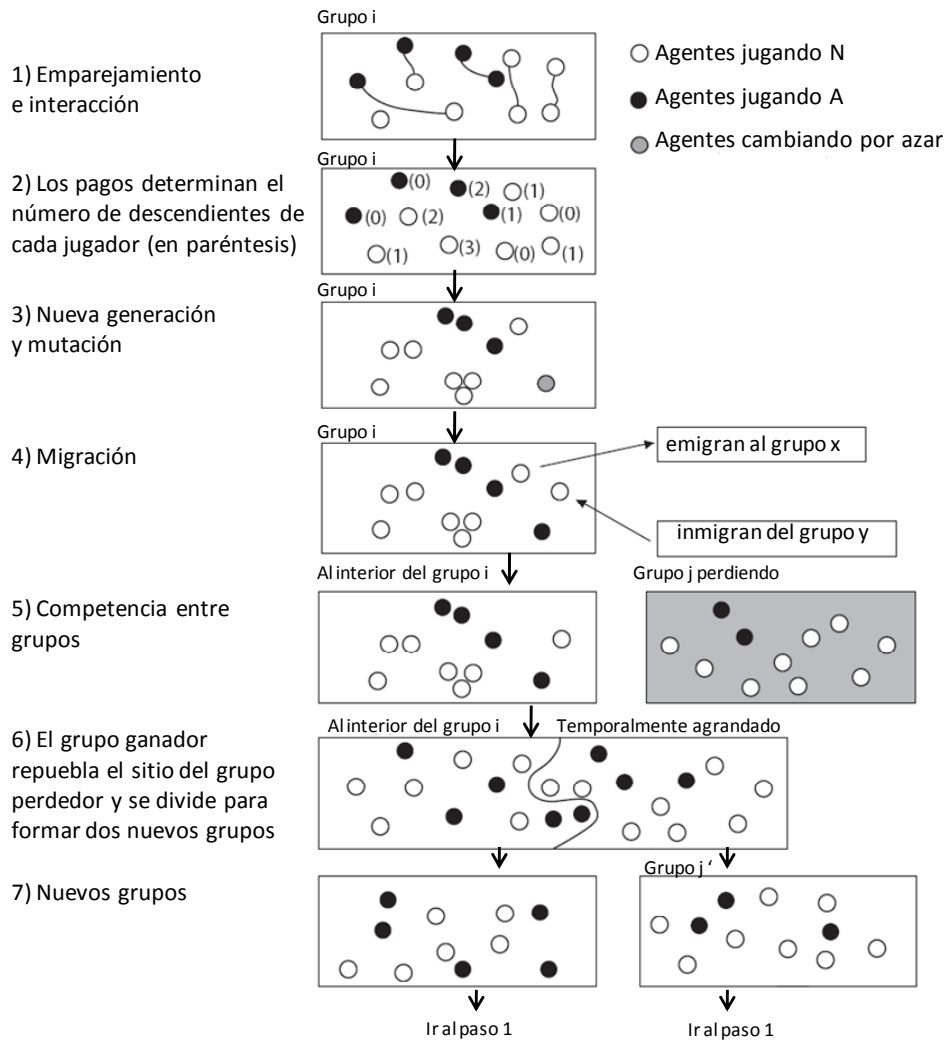 Grupo i
1) Emparejamiento
e interacción
Agentes jugando N
Agentes jugando A
Agentes cambiando por azar
Grupo i
2) Los pagos determinan el
número de descendientes de
cada jugador (en paréntesis)
(0)
(2)
(1)
(0)
(2)
(1)
(0)
(1)
(3)
(0)
(1)
Grupo i
3) Nueva generación
y mutación
Grupo i
4) Migración
emigran al grupo x
inmigran del grupo y
Al interior del grupo i
Grupo j perdiendo
5) Competencia entre
grupos
Al interior del grupo i
Temporalmente agrandado
6) El grupo ganador
repuebla el sitio del grupo
perdedor y se divide para
formar dos nuevos grupos
Grupo j ‘
7) Nuevos grupos
Ir al paso 1
Ir al paso 1